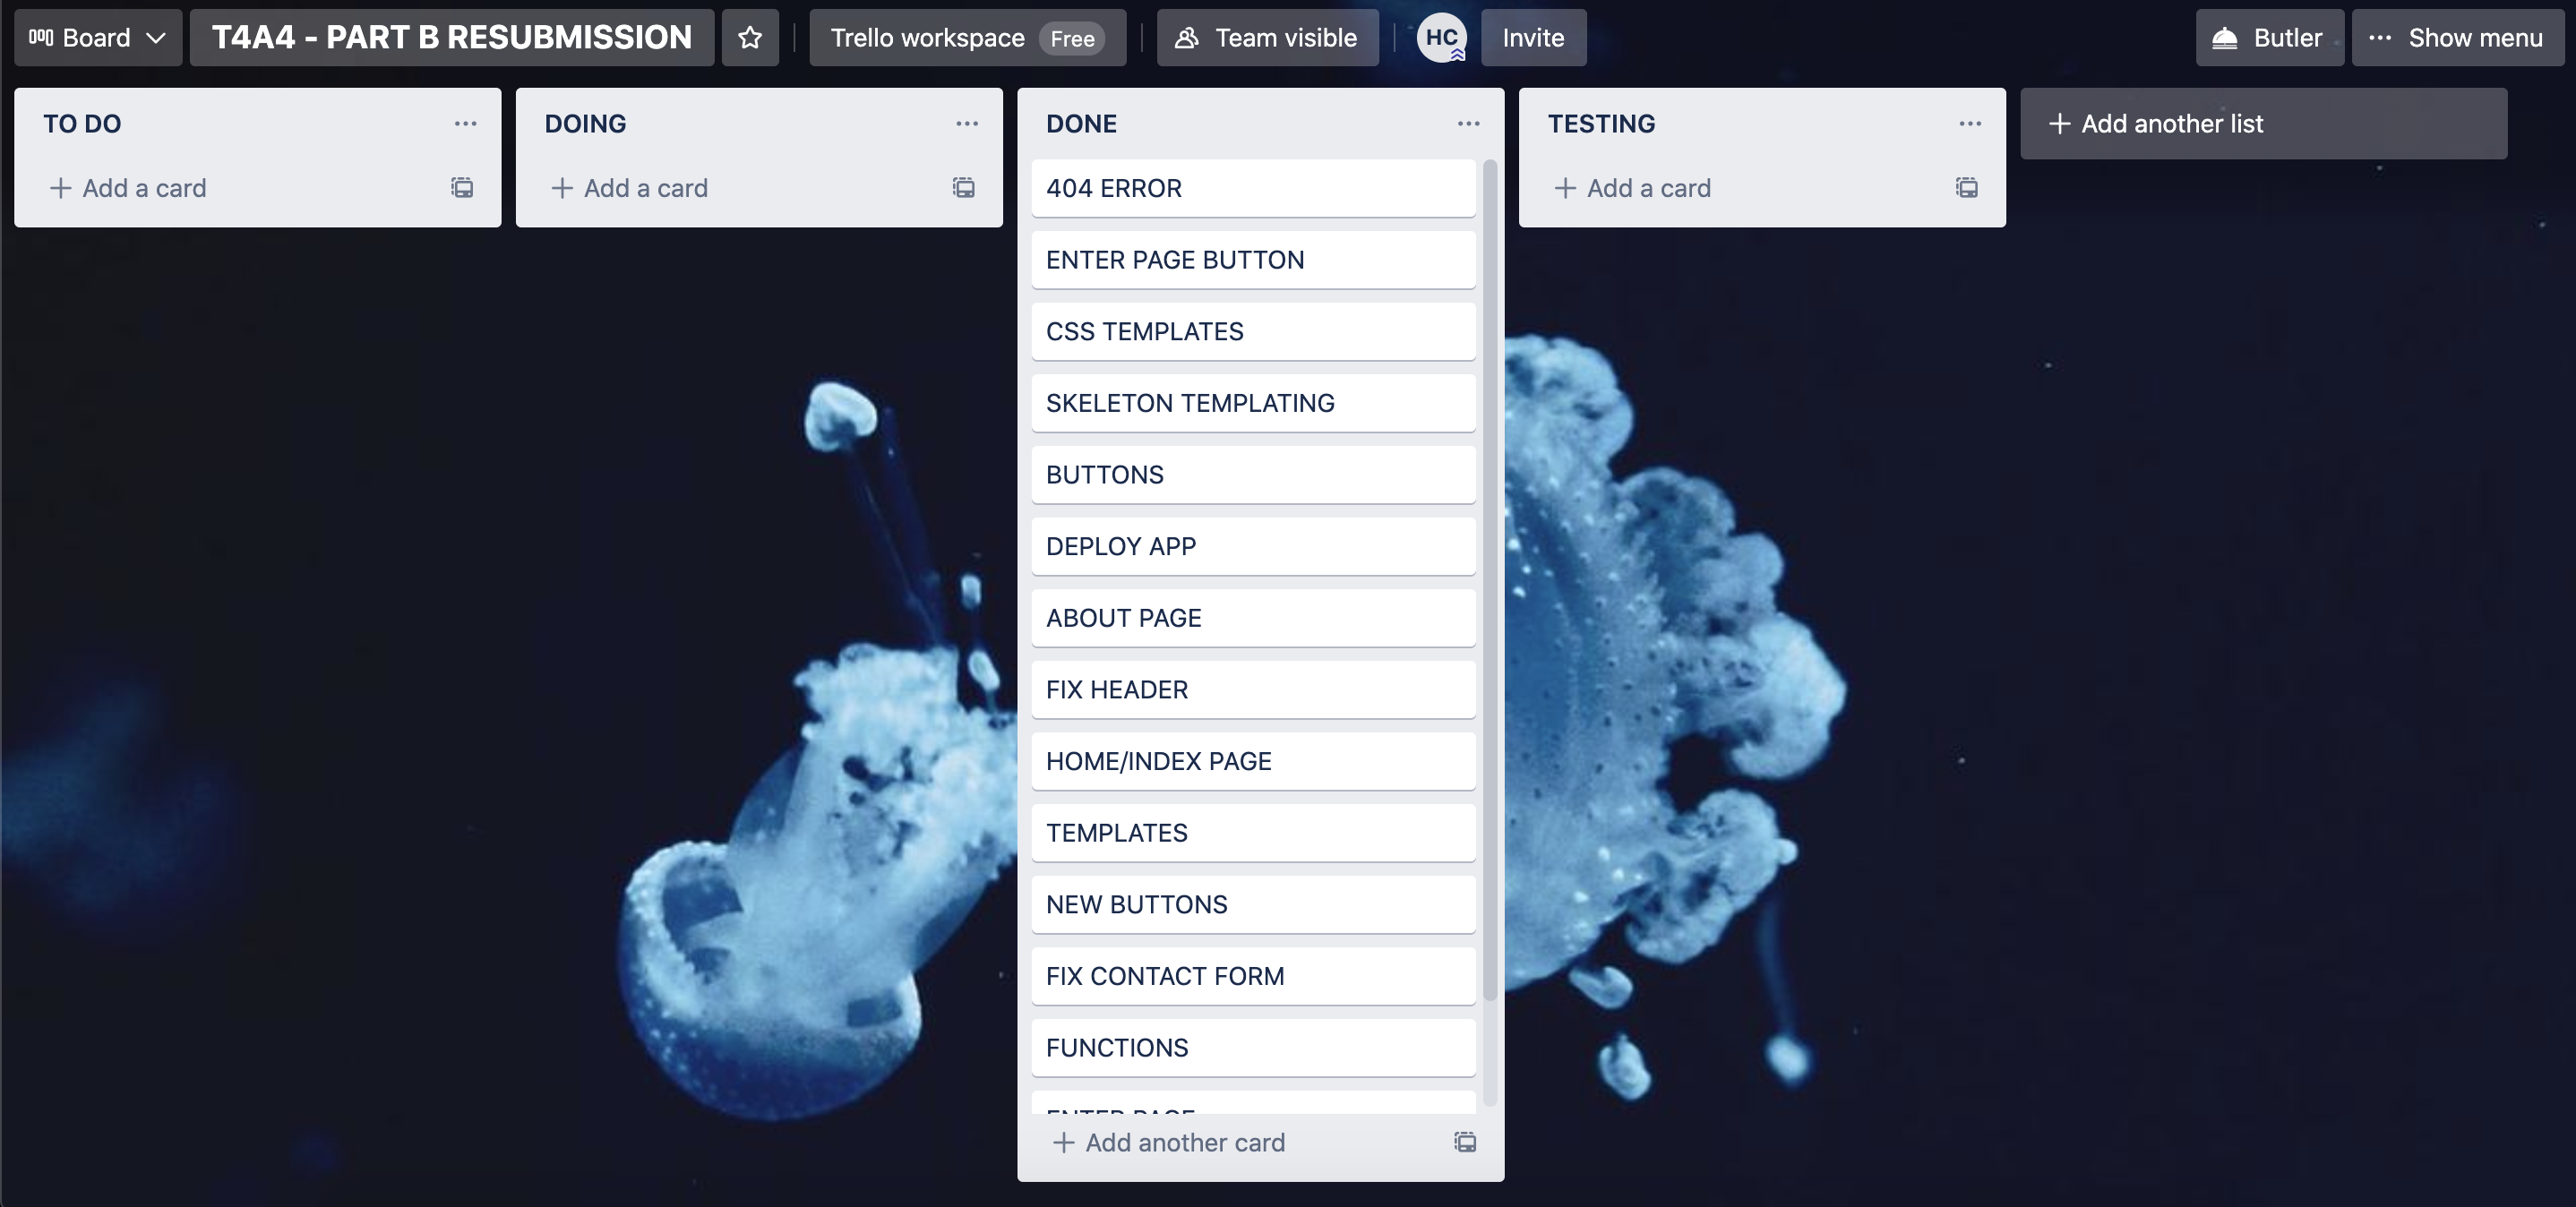 Board
T4A4 - PART B RESUBMISSION
Trello workspace Free
Team visible
HC
Invite
Butler
Show menu
TO DO
Add a card
DOING
Add a card
DONE
404 ERROR
ENTER PAGE BUTTON
CSS TEMPLATES
SKELETON TEMPLATING
BUTTONS
DEPLOY APP
ABOUT PAGE
FIX HEADER
HOME/INDEX PAGE
TEMPLATES
NEW BUTTONS
FIX CONTACT FORM
FUNCTIONS
ENTER PAGE
Add another card
TESTING
Add a card
Add another list